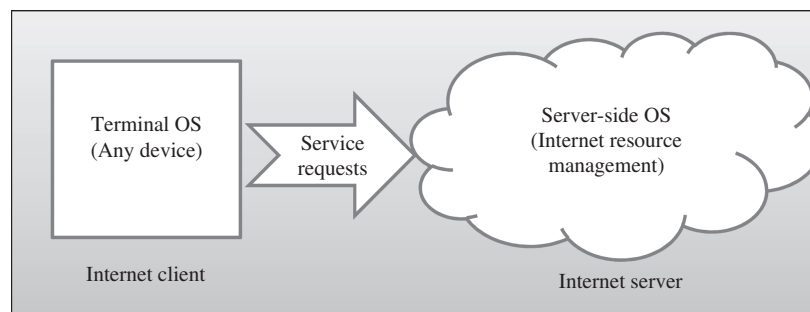 Terminal OS
(Any device)
Service
requests
Server-side OS
(Internet resource
management)
Internet client
Internet server